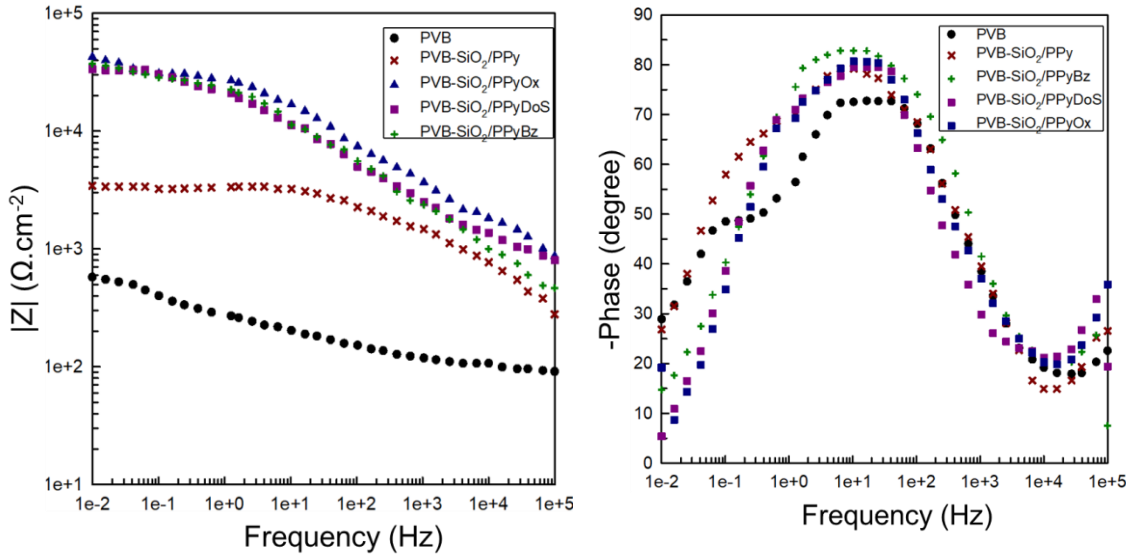 |Z| (Ω.cm⁻²)
1e+5
1e+4
1e+3
1e+2
1e+1
PVB
PVB-SiO₂/PPy
PVB-SiO₂/PPyOx
PVB-SiO₂/PPyDoS
PVB-SiO₂/PPyBz
1e-2 1e-1 1e+0 1e+1 1e+2 1e+3 1e+4 1e+5
Frequency (Hz)
-Phase (degree)
90
80
70
60
50
40
30
20
10
0
PVB
PVB-SiO₂/PPy
PVB-SiO₂/PPyBz
PVB-SiO₂/PPyDoS
PVB-SiO₂/PPyOx
1e-2 1e-1 1e+0 1e+1 1e+2 1e+3 1e+4 1e+5
Frequency (Hz)